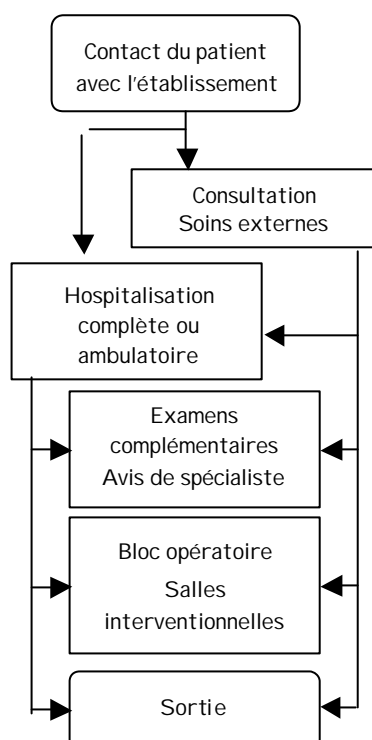 Contact du patient
avec l'établissement
Consultation
Soins externes
Hospitalisation
complète ou
ambulatoire
Examens
complémentaires
Avis de spécialiste
Bloc opératoire
Salles
interventionnelles
Sortie